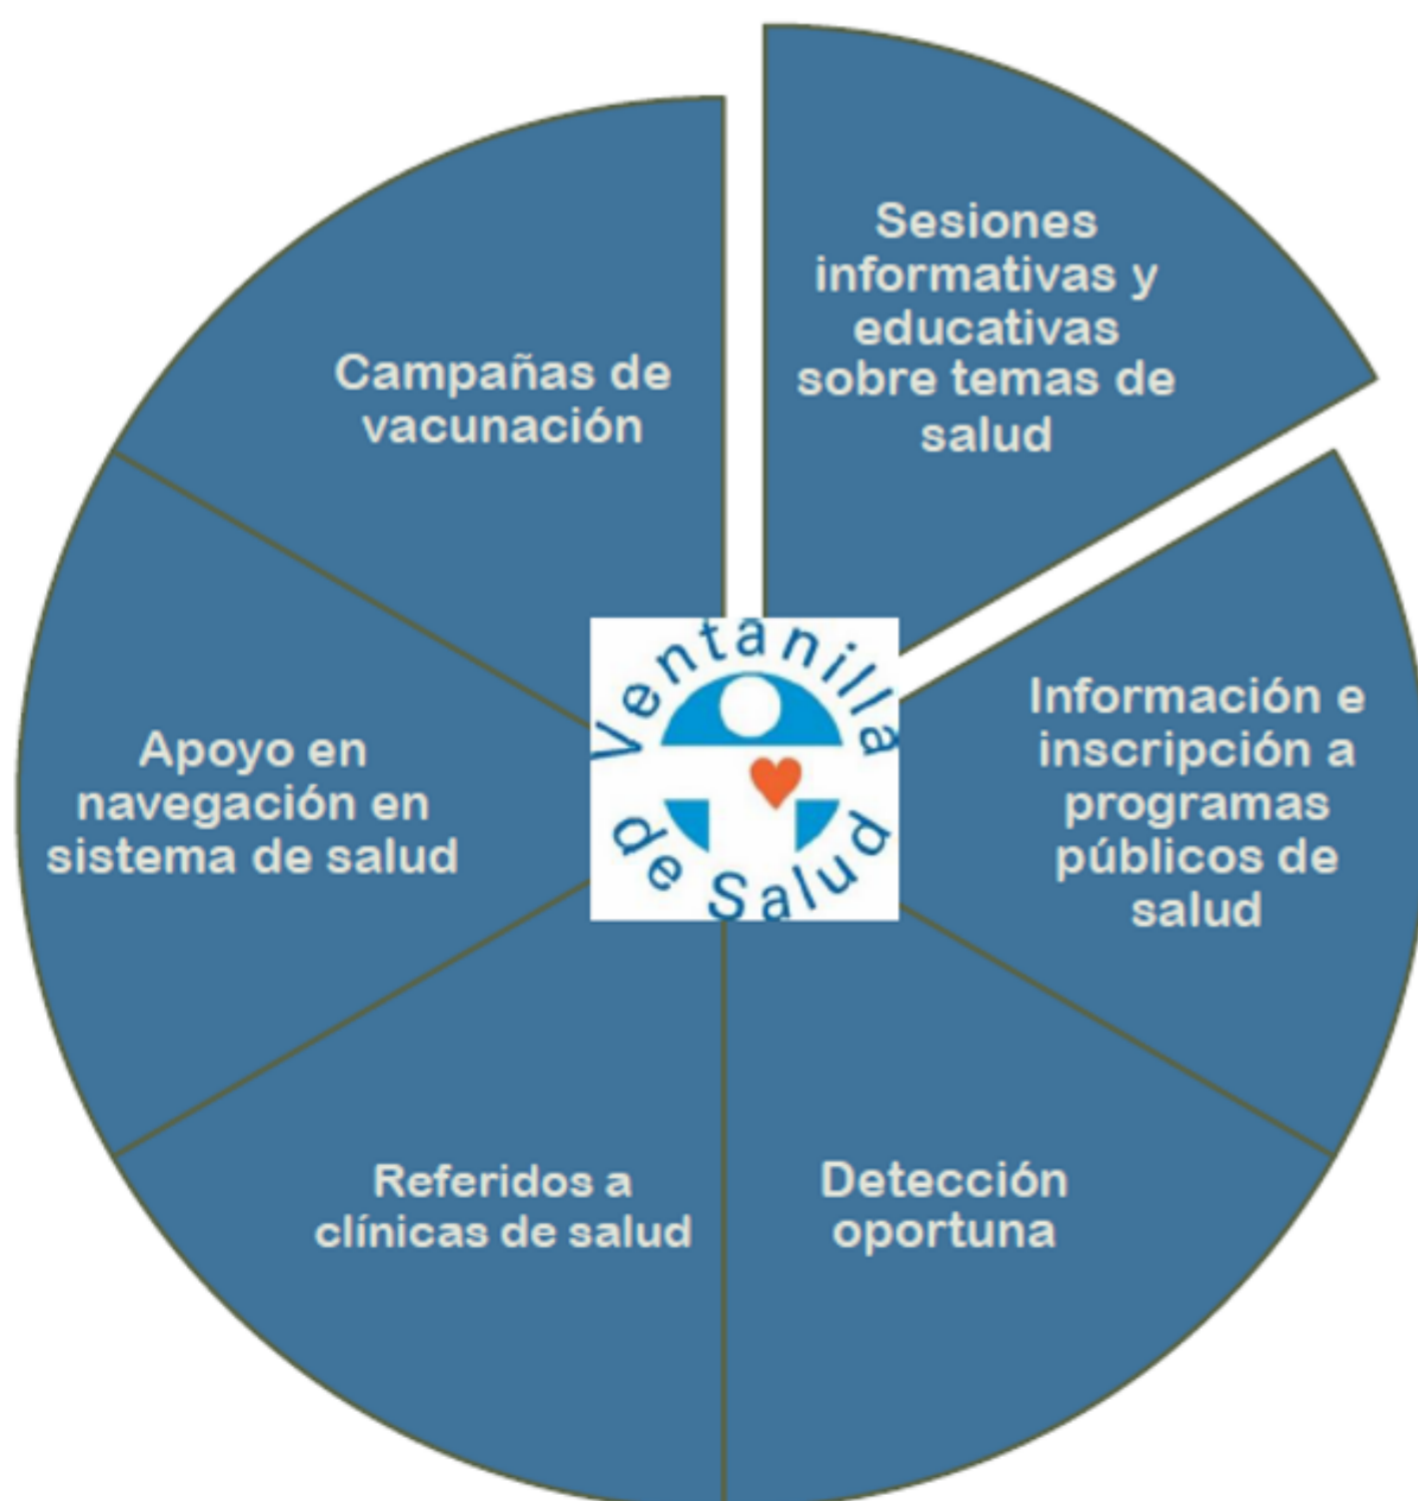 Sesiones
informativas y
educativas
sobre temas de
salud
Información e
inscripción a
programas
públicos de
salud
Detección
oportuna
Referidos a
clínicas de salud
Apoyo en
navegación en
sistema de salud
Campañas de
vacunación
Ventanilla
de Salud